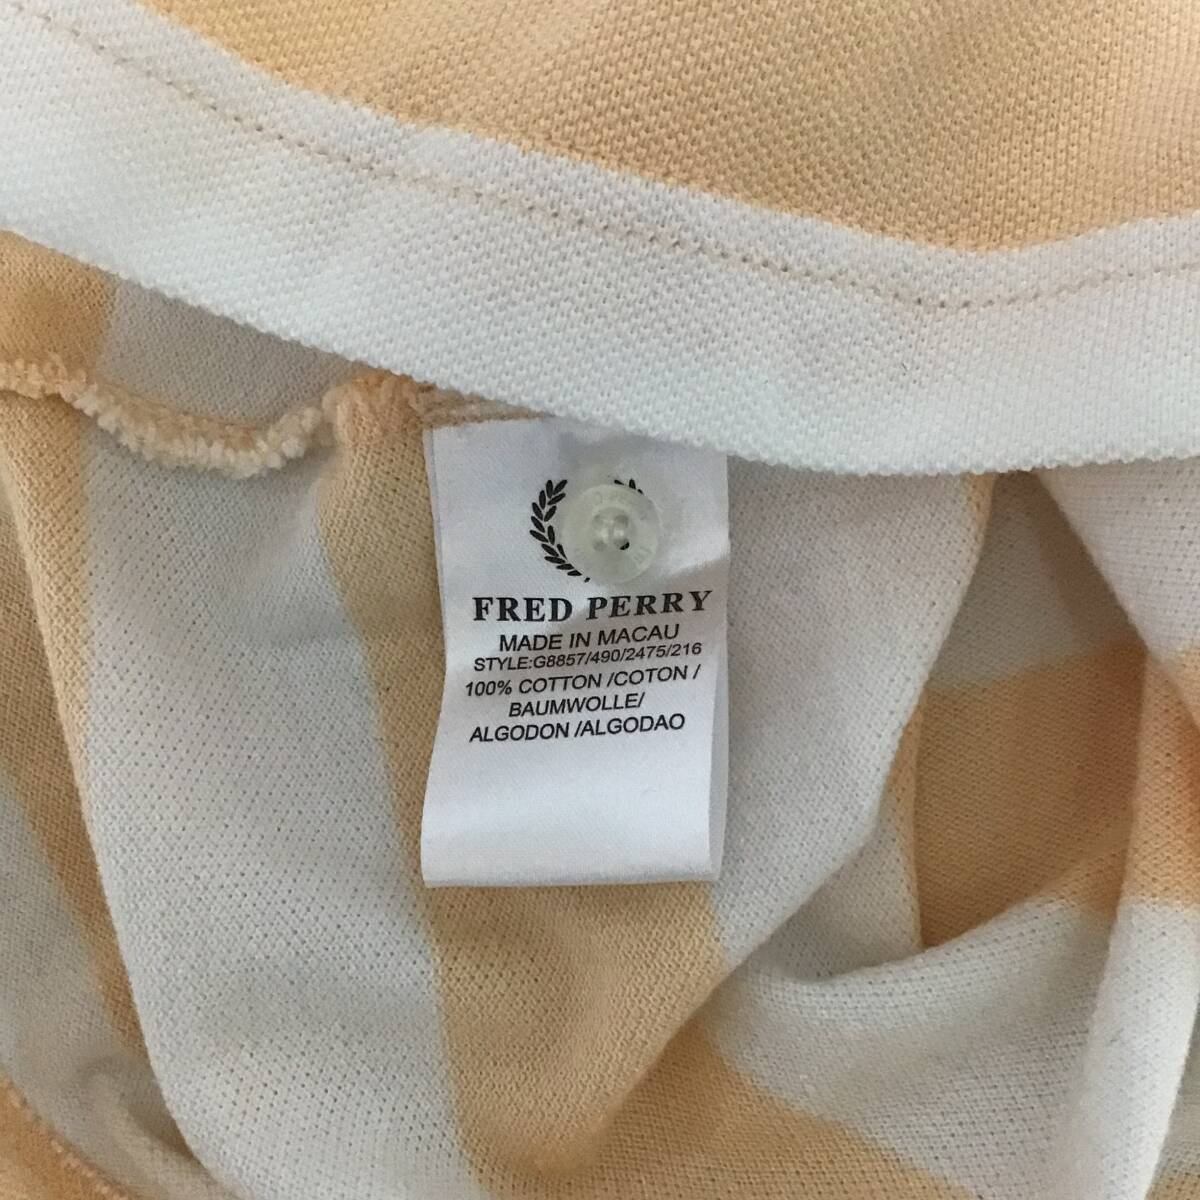 FRED PERRY
MADE IN MACAU
STYLE:G8857/490/2475/216
100% COTTON /COTON /
BAUMWOLLE/
ALGODON /ALGODAO